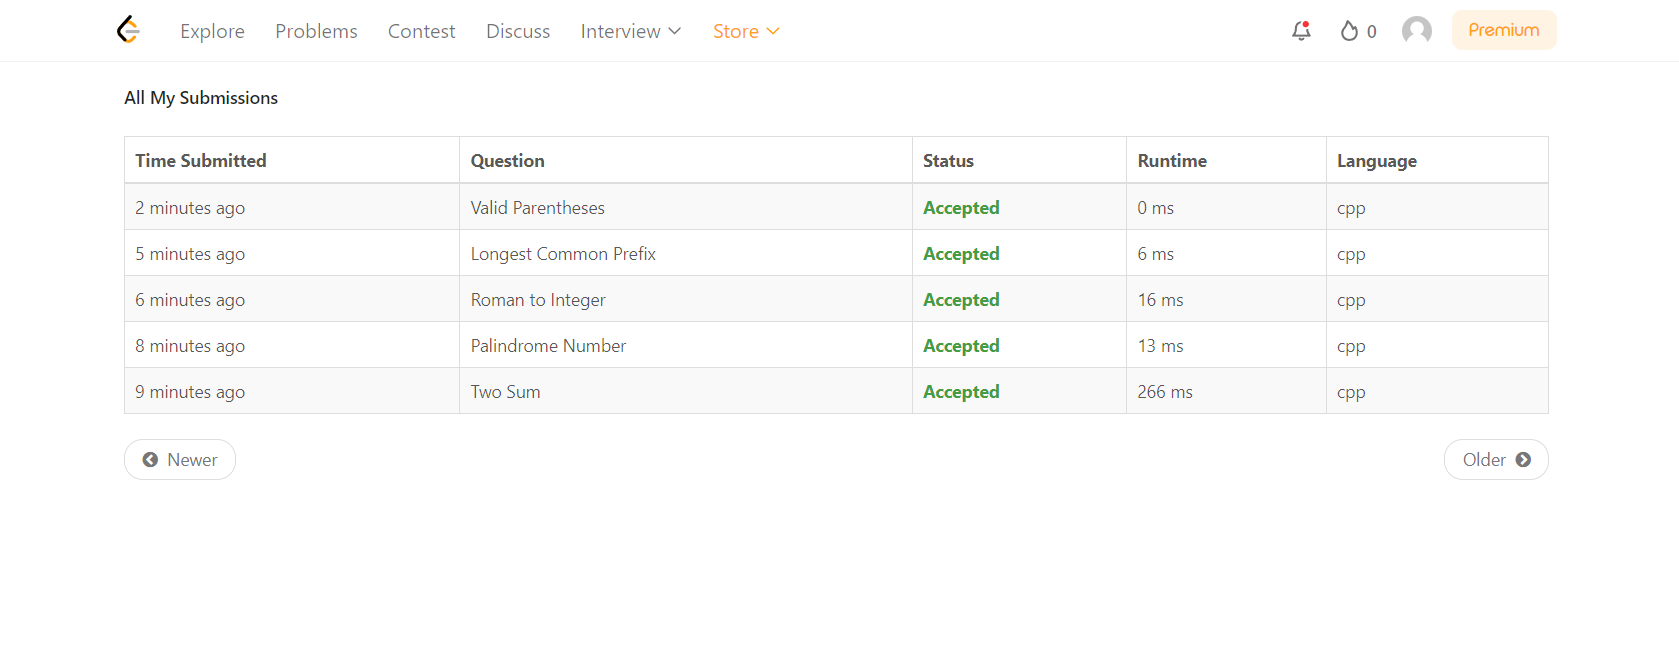 Explore Problems Contest Discuss Interview Store 0 Premium
All My Submissions
Time Submitted Question Status Runtime Language
2 minutes ago Valid Parentheses Accepted 0 ms cpp
5 minutes ago Longest Common Prefix Accepted 6 ms cpp
6 minutes ago Roman to Integer Accepted 16 ms cpp
8 minutes ago Palindrome Number Accepted 13 ms cpp
9 minutes ago Two Sum Accepted 266 ms cpp
Newer Older